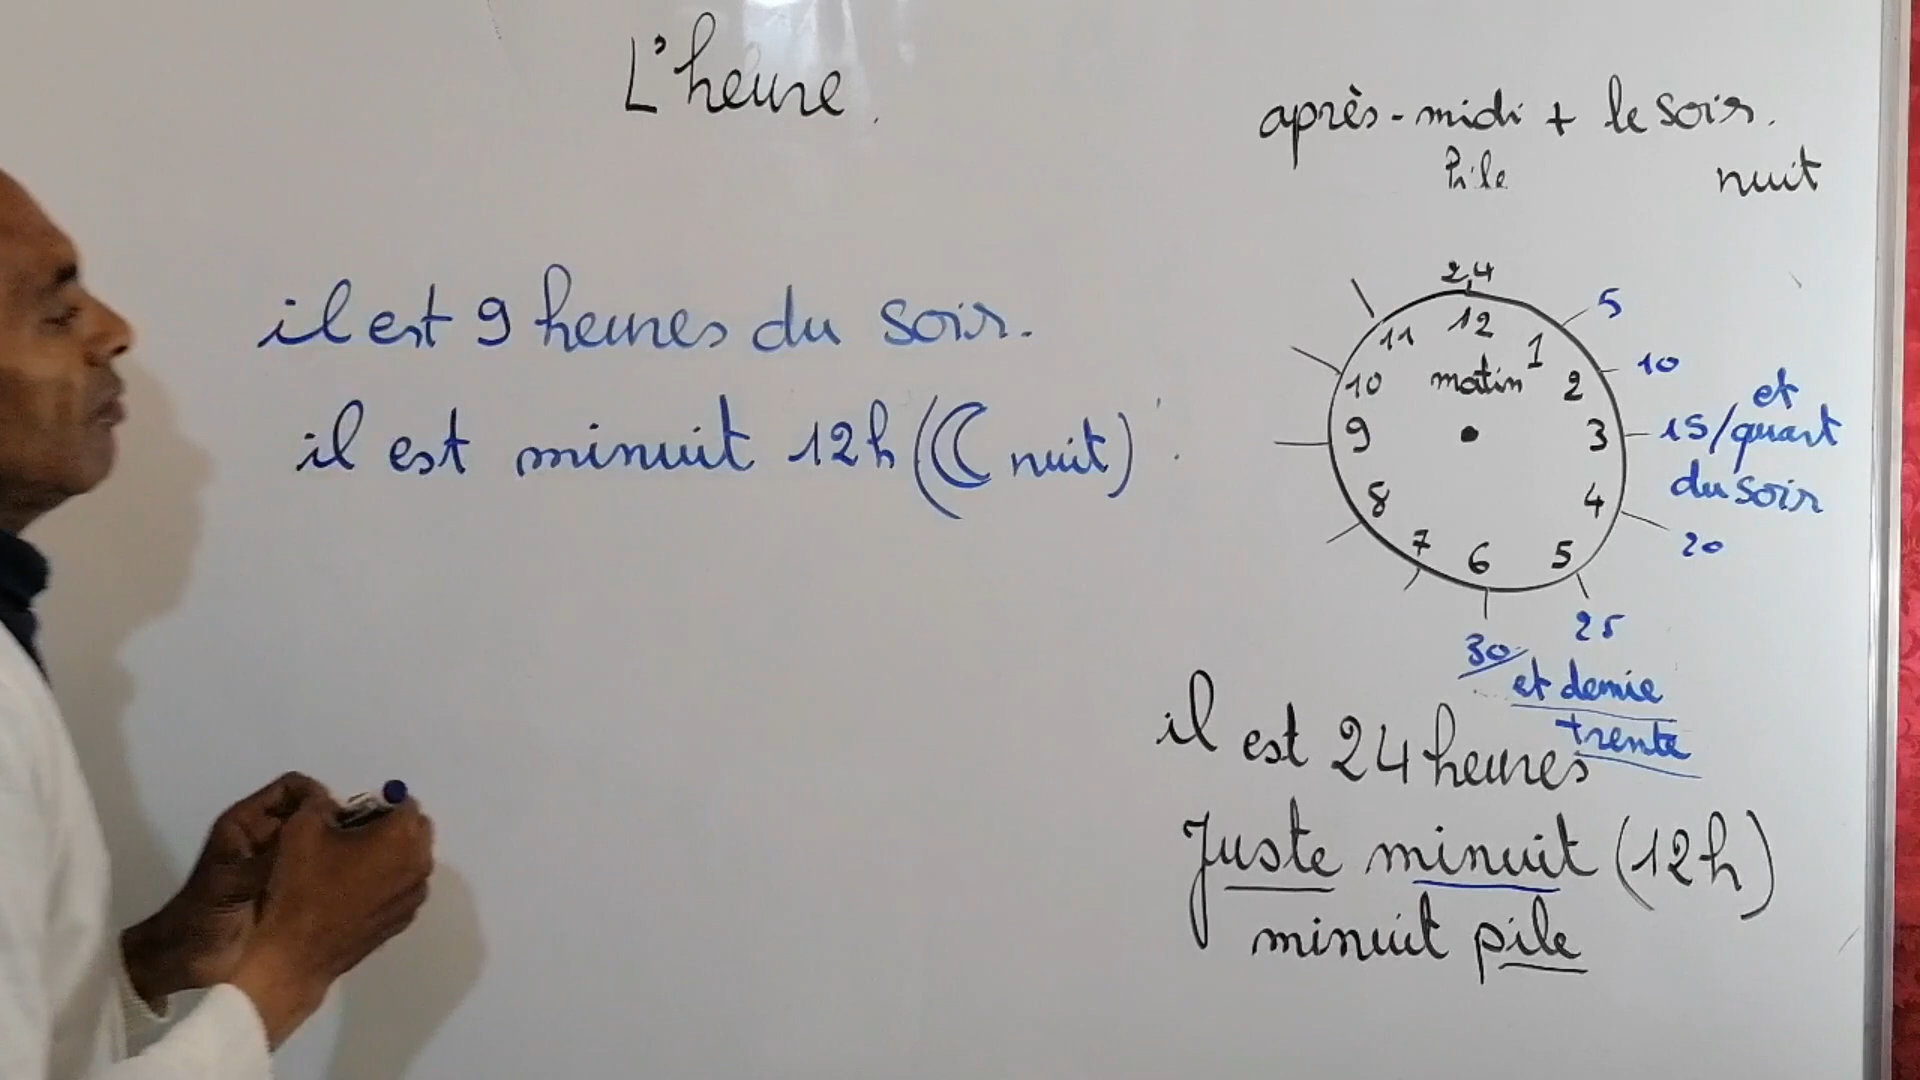 L'heure.
après-midi + le soir.
Pile
nuit
il est 9 heures du soir.
il est minuit 12h (nuit)
24
12
11
1
5
10
matin
2
10
et
9
3
15/quart
du soir
8
4
20
7
6
5
25
30
et demie
trente
il est 24 heures
Juste minuit (12h)
minuit pile